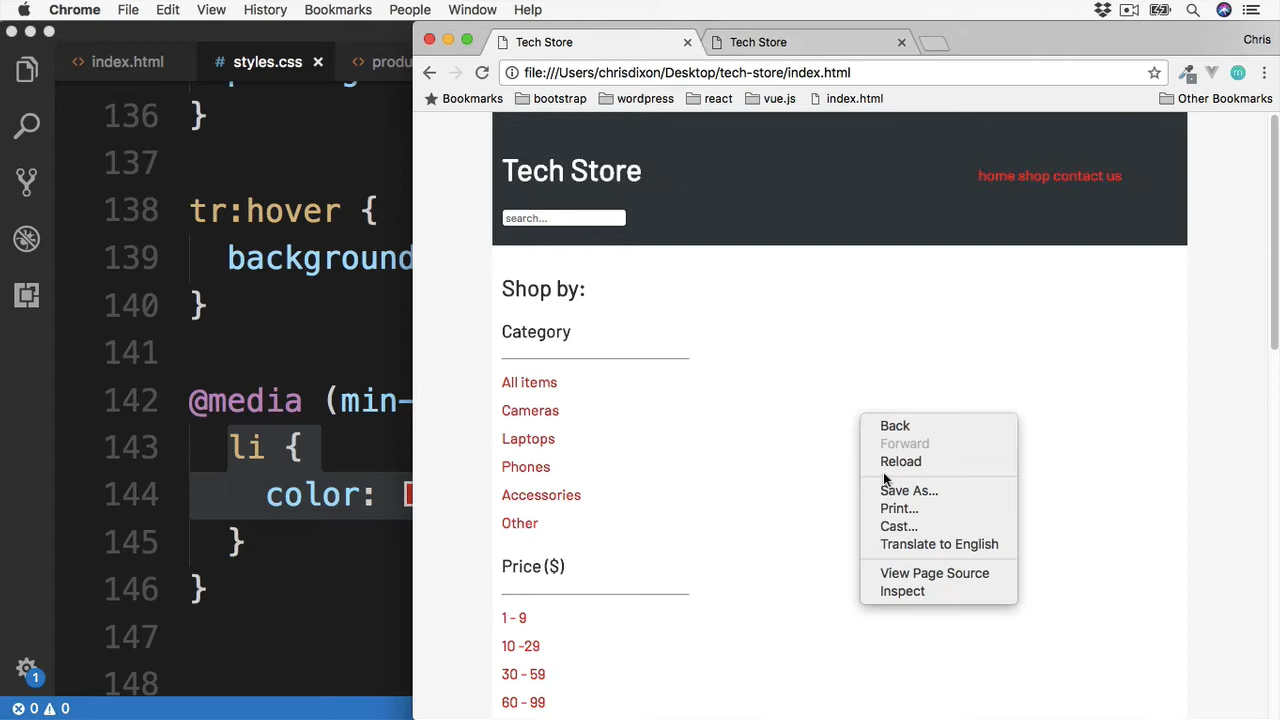 Chrome File Edit View History Bookmarks People Window Help
index.html # styles.css × produ
136 }
137
138 tr:hover {
139 background
140 }
141
142 @media (min-
143 li {
144 color:
145 }
146 }
147
148
1
0 0
Tech Store × Tech Store × Chris
file:///Users/chrisdixon/Desktop/tech-store/index.html
Bookmarks bootstrap wordpress react vue.js index.html Other Bookmarks
Tech Store
home shop contact us
search...
Shop by:
Category
All items
Cameras
Laptops
Phones
Accessories
Other
Price ($)
1 - 9
10 -29
30 - 59
60 - 99
Back
Forward
Reload
Save As...
Print...
Cast...
Translate to English
View Page Source
Inspect